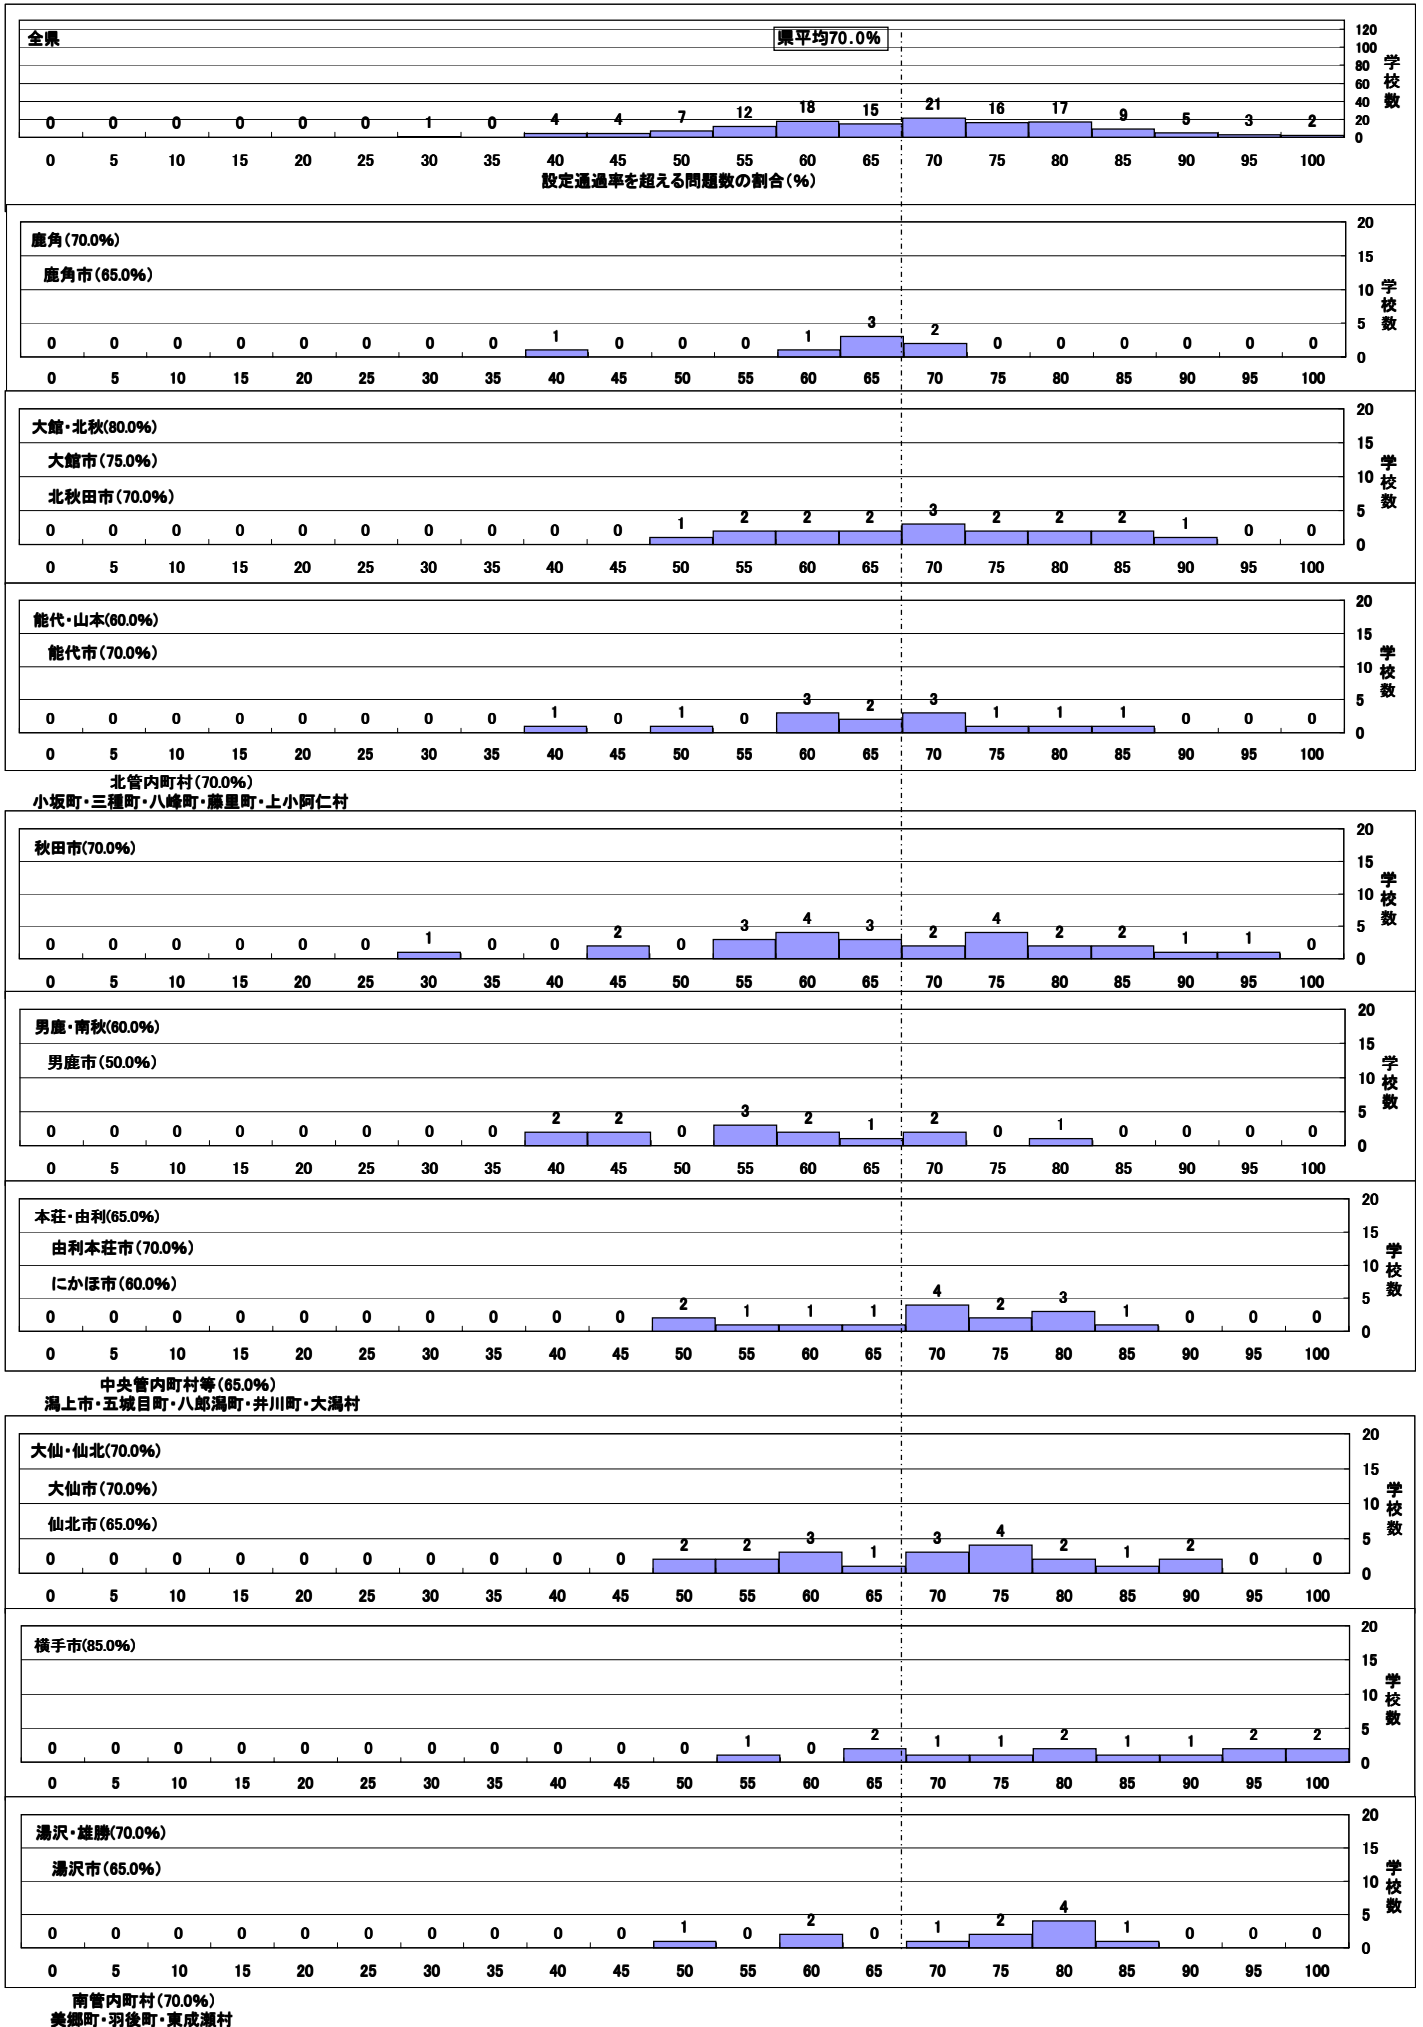 全県
県平均70.0%
120
100
80
60
40
20
0
学校数
0 0 0 0 0 0 1 0 4 4 7 12 18 15 21 16 17 9 5 3 2
0 5 10 15 20 25 30 35 40 45 50 55 60 65 70 75 80 85 90 95 100
設定通過率を超える問題数の割合(%)
鹿角(70.0%)
鹿角市(65.0%)
20
15
10
5
0
学校数
0 0 0 0 0 0 0 0 1 0 0 0 1 3 2 0 0 0 0 0 0
0 5 10 15 20 25 30 35 40 45 50 55 60 65 70 75 80 85 90 95 100
大館・北秋(80.0%)
大館市(75.0%)
北秋田市(70.0%)
20
15
10
5
0
学校数
0 0 0 0 0 0 0 0 0 0 1 2 2 2 3 2 2 2 1 0 0
0 5 10 15 20 25 30 35 40 45 50 55 60 65 70 75 80 85 90 95 100
能代・山本(60.0%)
能代市(70.0%)
20
15
10
5
0
学校数
0 0 0 0 0 0 0 0 1 0 1 0 3 2 3 1 1 1 0 0 0
0 5 10 15 20 25 30 35 40 45 50 55 60 65 70 75 80 85 90 95 100
北管内町村(70.0%)
小坂町・三種町・八峰町・藤里町・上小阿仁村
秋田市(70.0%)
20
15
10
5
0
学校数
0 0 0 0 0 0 1 0 0 2 0 3 4 3 2 4 2 2 1 1 0
0 5 10 15 20 25 30 35 40 45 50 55 60 65 70 75 80 85 90 95 100
男鹿・南秋(60.0%)
男鹿市(50.0%)
20
15
10
5
0
学校数
0 0 0 0 0 0 0 0 2 2 0 3 2 1 2 0 1 0 0 0 0
0 5 10 15 20 25 30 35 40 45 50 55 60 65 70 75 80 85 90 95 100
本荘・由利(65.0%)
由利本荘市(70.0%)
にかほ市(60.0%)
20
15
10
5
0
学校数
0 0 0 0 0 0 0 0 0 0 2 1 1 1 4 2 3 1 0 0 0
0 5 10 15 20 25 30 35 40 45 50 55 60 65 70 75 80 85 90 95 100
中央管内町村等(65.0%)
潟上市・五城目町・八郎潟町・井川町・大潟村
大仙・仙北(70.0%)
大仙市(70.0%)
仙北市(65.0%)
20
15
10
5
0
学校数
0 0 0 0 0 0 0 0 0 0 2 2 3 1 3 4 2 1 2 0 0
0 5 10 15 20 25 30 35 40 45 50 55 60 65 70 75 80 85 90 95 100
横手市(85.0%)
20
15
10
5
0
学校数
0 0 0 0 0 0 0 0 0 0 0 1 0 2 1 1 2 1 1 2 2
0 5 10 15 20 25 30 35 40 45 50 55 60 65 70 75 80 85 90 95 100
湯沢・雄勝(70.0%)
湯沢市(65.0%)
20
15
10
5
0
学校数
0 0 0 0 0 0 0 0 0 0 1 0 2 0 1 2 4 1 0 0 0
0 5 10 15 20 25 30 35 40 45 50 55 60 65 70 75 80 85 90 95 100
南管内町村(70.0%)
美郷町・羽後町・東成瀬村